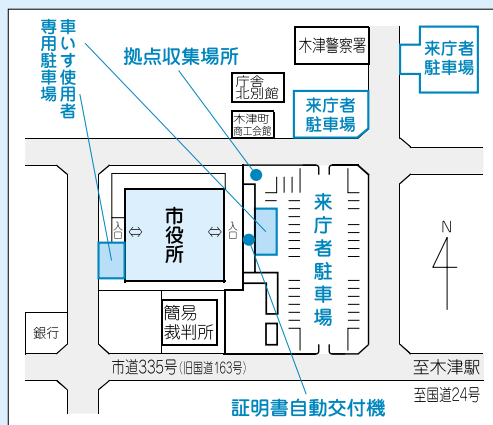 車いす使用者
専用駐車場
拠点収集場所
木津警察署
来庁者
駐車場
庁舎
北別館
来庁者
駐車場
木津町
商工会館
入口
市役所
入口
来庁者駐車場
N
銀行
簡易
裁判所
市道335号(旧国道163号)
至木津駅
至国道24号
証明書自動交付機